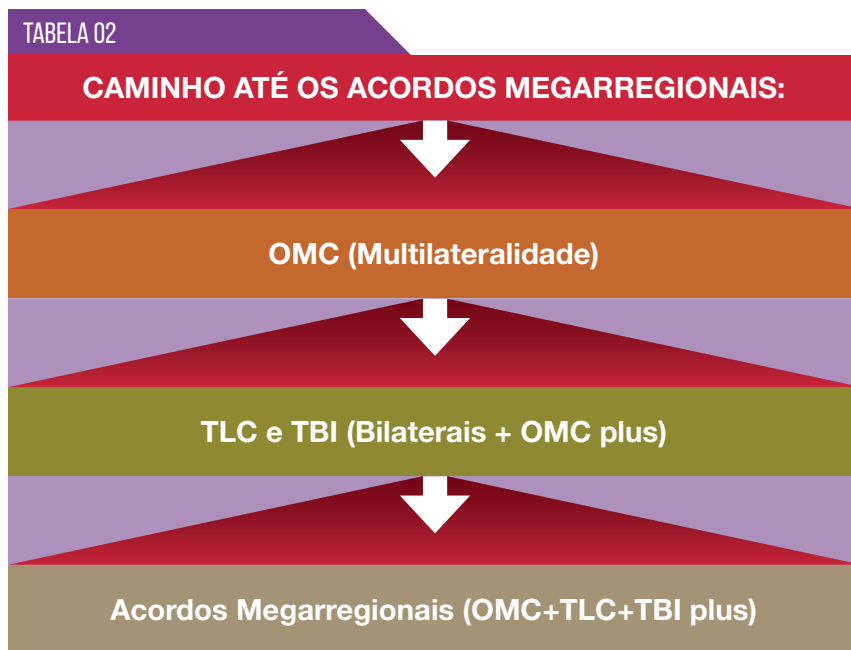 TABELA 02
CAMINHO ATÉ OS ACORDOS MEGARREGIONAIS:
OMC (Multilateralidade)
TLC e TBI (Bilaterais + OMC plus)
Acordos Megarregionais (OMC+TLC+TBI plus)